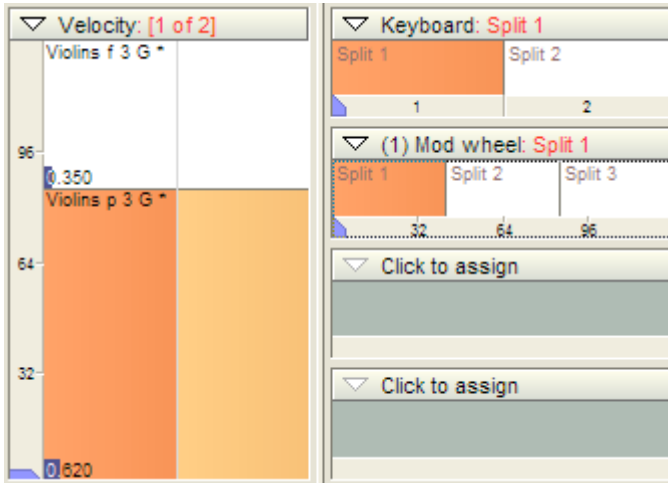 Velocity: [1 of 2]
Violins f 3 G *
96
0.350
Violins p 3 G *
64
32
0.620
Keyboard: Split 1
Split 1 Split 2
1 2
(1) Mod wheel: Split 1
Split 1 Split 2 Split 3
32 64 96
Click to assign
Click to assign